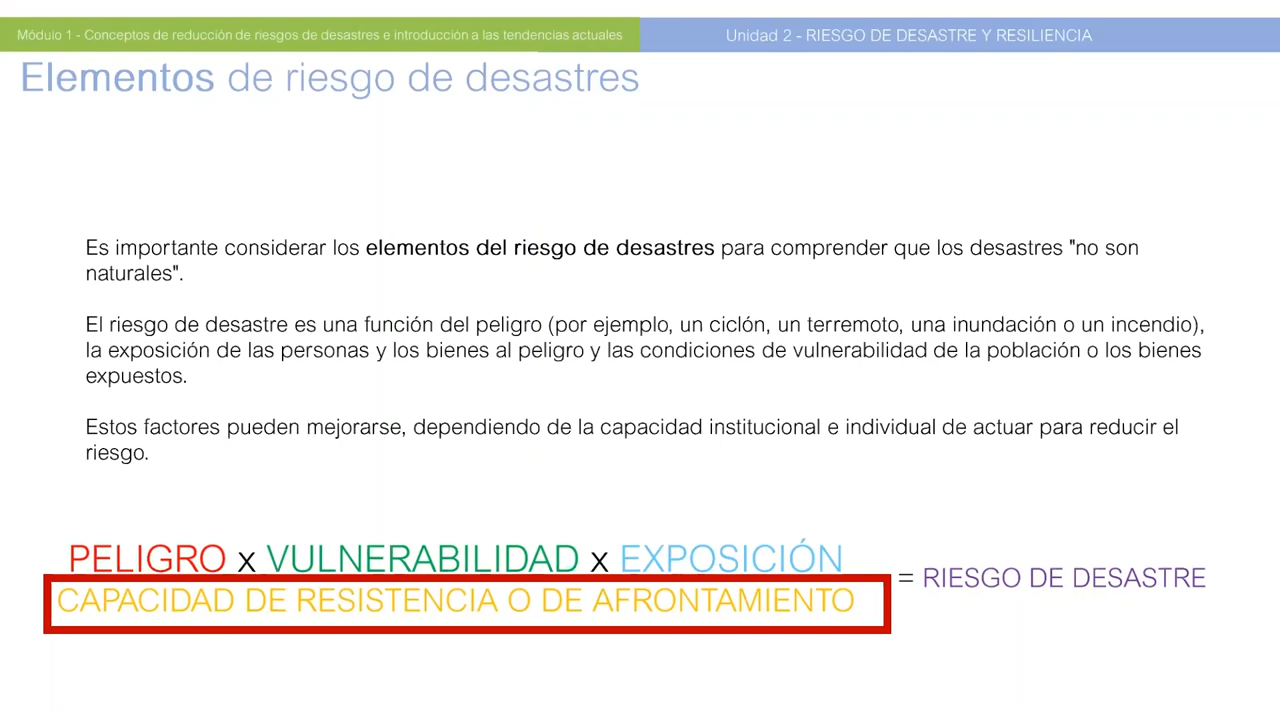 Módulo 1 - Conceptos de reducción de riesgos de desastres e introducción a las tendencias actuales
Unidad 2 - RIESGO DE DESASTRE Y RESILIENCIA
Elementos de riesgo de desastres
Es importante considerar los elementos del riesgo de desastres para comprender que los desastres "no son
naturales".
El riesgo de desastre es una función del peligro (por ejemplo, un ciclón, un terremoto, una inundación o un incendio),
la exposición de las personas y los bienes al peligro y las condiciones de vulnerabilidad de la población o los bienes
expuestos.
Estos factores pueden mejorarse, dependiendo de la capacidad institucional e individual de actuar para reducir el
riesgo.
PELIGRO x VULNERABILIDAD x EXPOSICIÓN
CAPACIDAD DE RESISTENCIA O DE AFRONTAMIENTO
= RIESGO DE DESASTRE